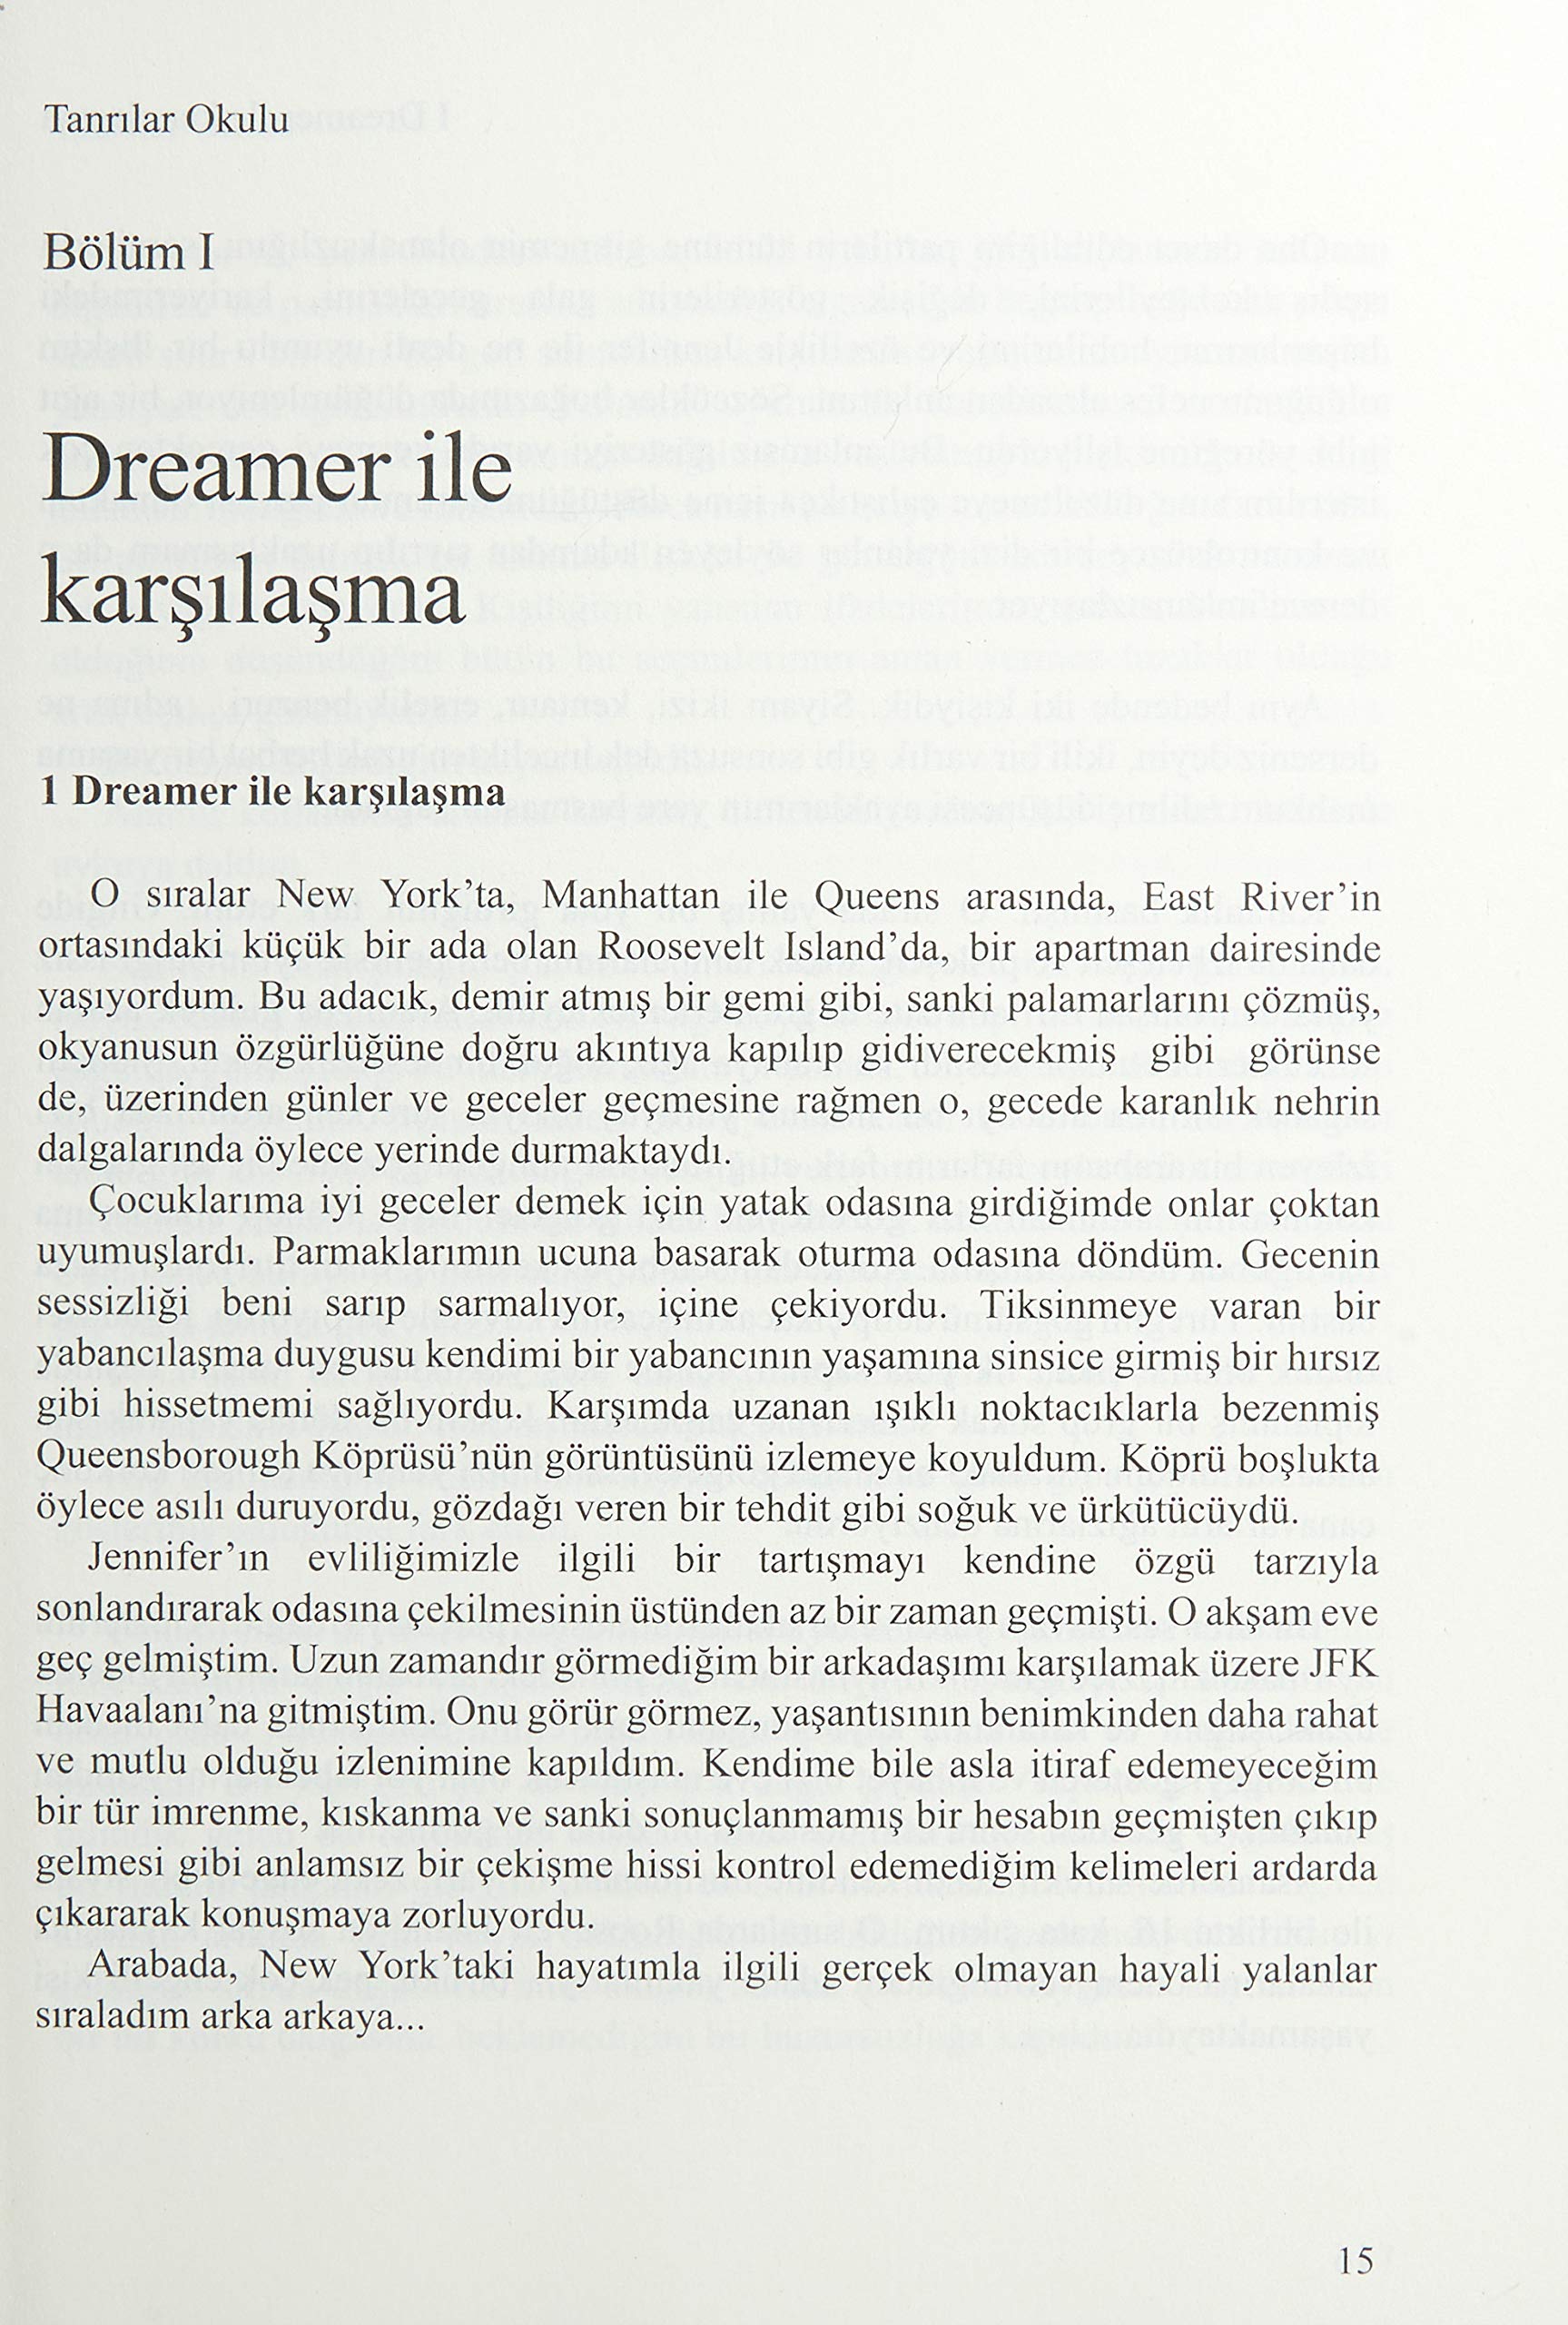 Tanrılar Okulu
Bölüm I
Dreamer ile
karşılaşma
1 Dreamer ile karşılaşma
O sıralar New York’ta, Manhattan ile Queens arasında, East River’in
ortasındaki küçük bir ada olan Roosevelt Island’da, bir apartman dairesinde
yaşıyordum. Bu adacık, demir atmış bir gemi gibi, sanki palamarlarını çözmüş,
okyanusun özgürlüğüne doğru akıntıya kapılıp gidiverecekmiş gibi görünse
de, üzerinden günler ve geceler geçmesine rağmen o, gecede karanlık nehrin
dalgalarında öylece yerinde durmaktaydı.
Çocuklarıma iyi geceler demek için yatak odasına girdiğimde onlar çoktan
uyumuşlardı. Parmaklarımın ucuna basarak oturma odasına döndüm. Gecenin
sessizliği beni sarıp sarmalıyor, içine çekiyordu. Tiksinmeye varan bir
yabancılaşma duygusu kendimi bir yabancının yaşamına sinsice girmiş bir hırsız
gibi hissetmemi sağlıyordu. Karşımda uzanan ışıklı noktacıklarla bezenmiş
Queensborough Köprüsü’nün görüntüsünü izlemeye koyuldum. Köprü boşlukta
öylece asılı duruyordu, gözdağı veren bir tehdit gibi soğuk ve ürkütücüydü.
Jennifer’ın evliliğimizle ilgili bir tartışmayı kendine özgü tarzıyla
sonlandırarak odasına çekilmesinin üstünden az bir zaman geçmişti. O akşam eve
geç gelmiştim. Uzun zamandır görmediğim bir arkadaşımı karşılamak üzere JFK
Havaalanı’na gitmiştim. Onu görür görmez, yaşantısının benimkinden daha rahat
ve mutlu olduğu izlenimine kapıldım. Kendime bile asla itiraf edemeyeceğim
bir tür imrenme, kıskanma ve sanki sonuçlanmamış bir hesabın geçmişten çıkıp
gelmesi gibi anlamsız bir çekişme hissi kontrol edemediğim kelimeleri ardarda
çıkararak konuşmaya zorluyordu.
Arabada, New York’taki hayatımla ilgili gerçek olmayan hayali yalanlar
sıraladım arka arkaya...
15